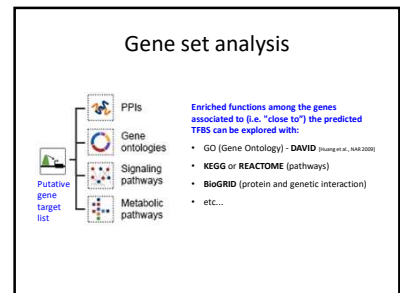 Gene set analysis
PPIs
Gene
ontologies
Signaling
pathways
Metabolic
pathways
Putative
gene
target
list
Enriched functions among the genes
associated to (i.e. "close to") the predicted
TFBS can be explored with:
• GO (Gene Ontology) - DAVID [Huang et al., NAR 2009]
• KEGG or REACTOME (pathways)
• BioGRID (protein and genetic interaction)
• etc...